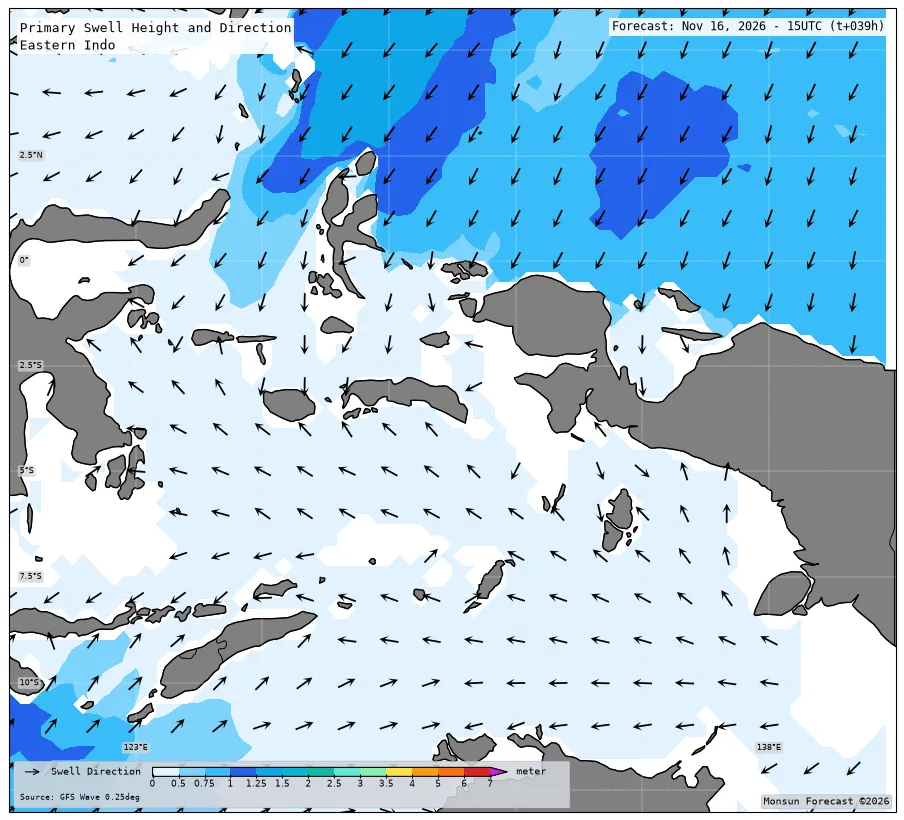 Primary Swell Height and Direction
Eastern Indo
Forecast: Nov 16, 2026 - 15UTC (t+039h)
2.5°N
0°
2.5°S
5°S
7.5°S
10°S
123°E
138°E
Swell Direction
0 0.5 0.75 1 1.25 1.5 2 2.5 3 3.5 4 5 6 7
meter
Source: GFS Wave 0.25deg
Monsun Forecast ©2026